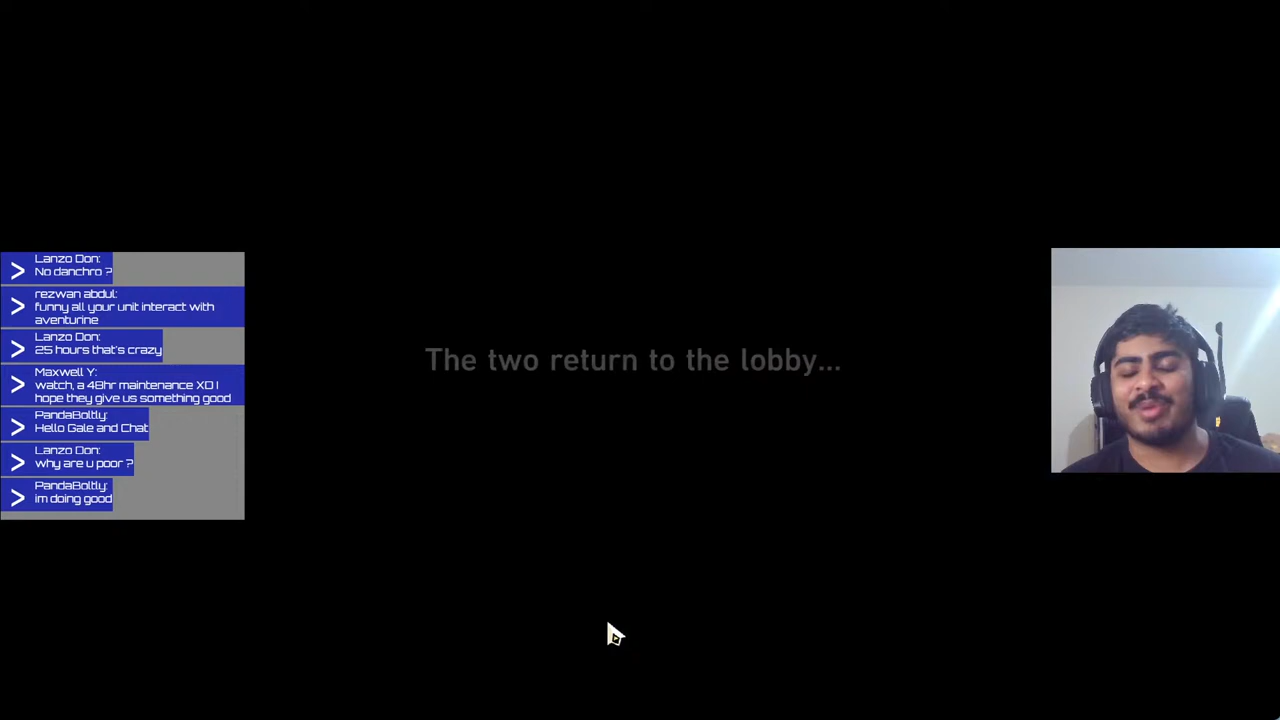 Lanzo Don:
No danchro ?
rezwan abdul:
funny all your unit interact with
aventurine
Lanzo Don:
25 hours that's crazy
Maxwell Y:
watch, a 48hr maintenance XD I
hope they give us something good
PandaBoltly:
Hello Gale and Chat
Lanzo Don:
why are u poor ?
PandaBoltly:
im doing good
The two return to the lobby...